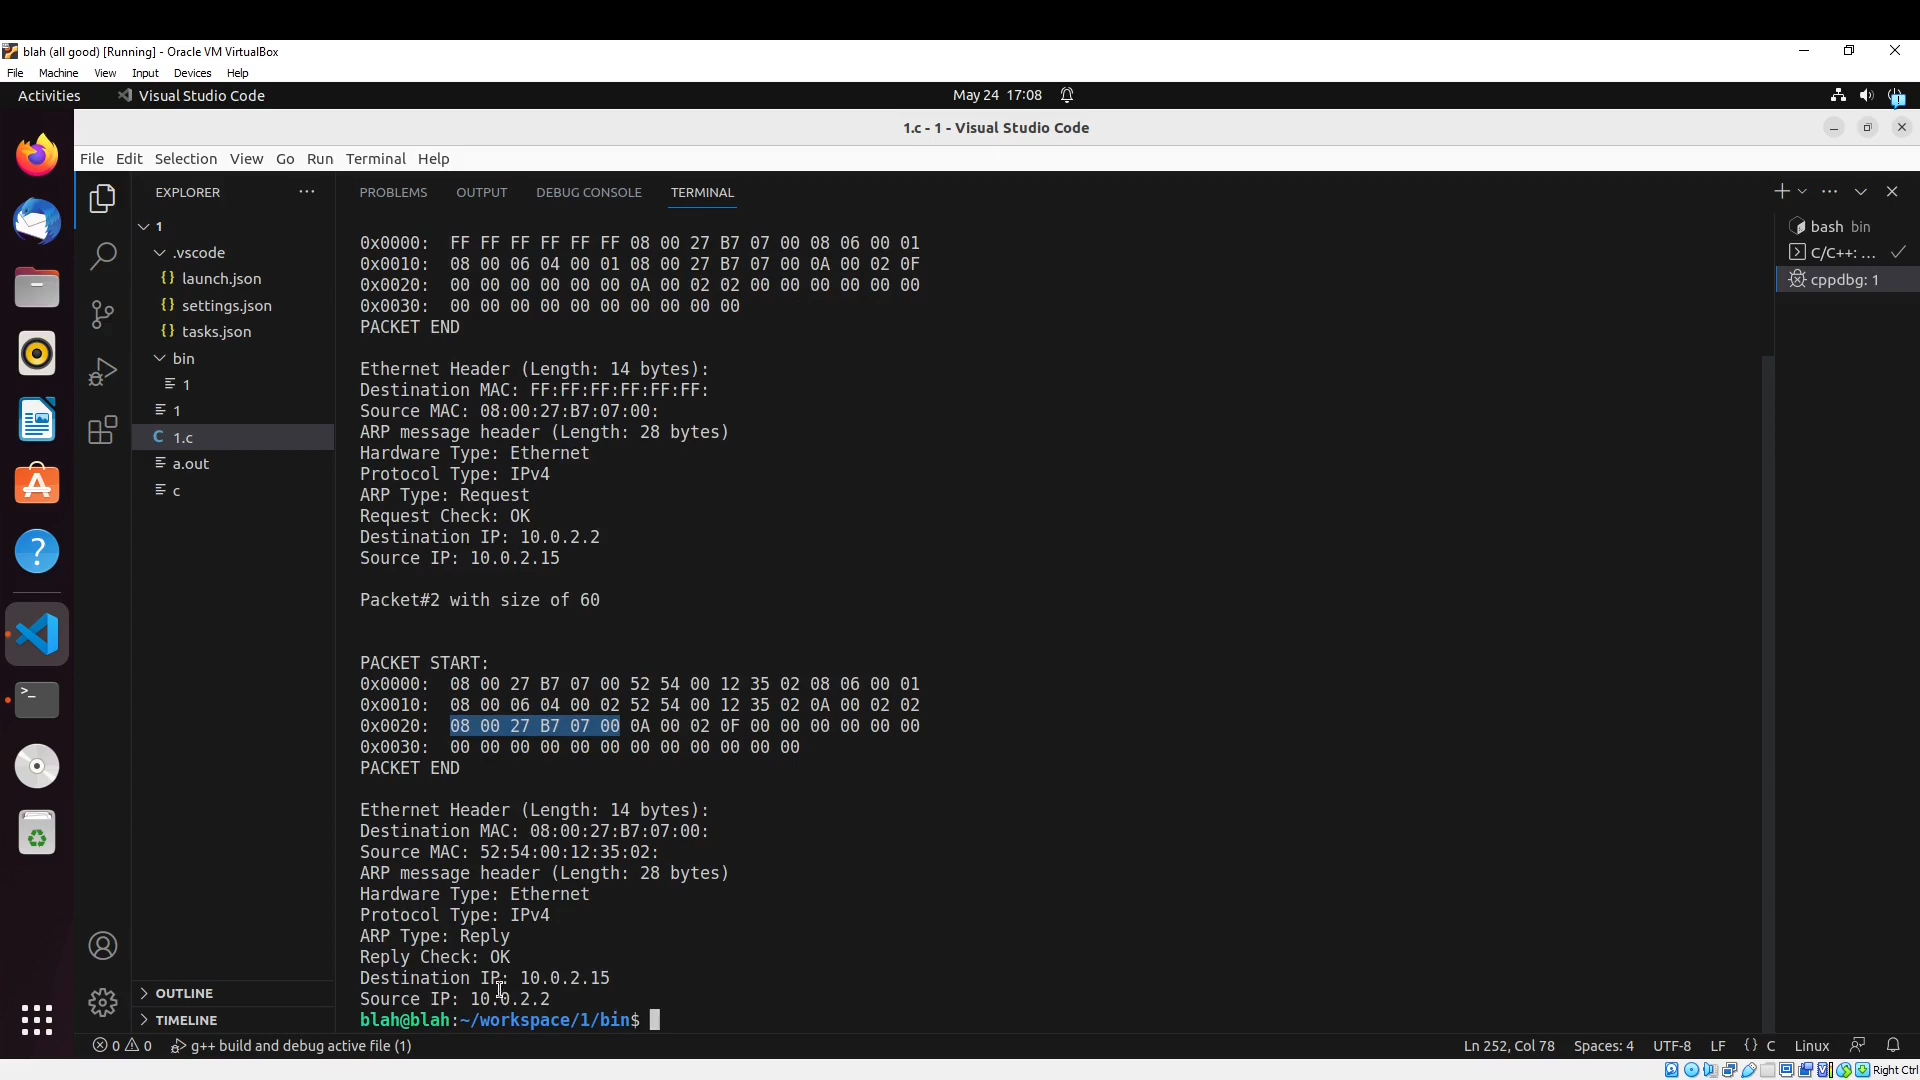 blah (all good) [Running] - Oracle VM VirtualBox
File Machine View Input Devices Help
Activities Visual Studio Code May 24 17:08
1.c - 1 - Visual Studio Code
File Edit Selection View Go Run Terminal Help
EXPLORER
1
.vscode
launch.json
settings.json
tasks.json
bin
1
1
C 1.c
a.out
c
OUTLINE
TIMELINE
PROBLEMS OUTPUT DEBUG CONSOLE TERMINAL
0x0000: FF FF FF FF FF FF 08 00 27 B7 07 00 08 06 00 01
0x0010: 08 00 06 04 00 01 08 00 27 B7 07 00 0A 00 02 0F
0x0020: 00 00 00 00 00 00 0A 00 02 02 00 00 00 00 00 00
0x0030: 00 00 00 00 00 00 00 00 00 00
PACKET END
Ethernet Header (Length: 14 bytes):
Destination MAC: FF:FF:FF:FF:FF:FF:
Source MAC: 08:00:27:B7:07:00:
ARP message header (Length: 28 bytes)
Hardware Type: Ethernet
Protocol Type: IPv4
ARP Type: Request
Request Check: OK
Destination IP: 10.0.2.2
Source IP: 10.0.2.15
Packet#2 with size of 60
PACKET START:
0x0000: 08 00 27 B7 07 00 52 54 00 12 35 02 08 06 00 01
0x0010: 08 00 06 04 00 02 52 54 00 12 35 02 0A 00 02 02
0x0020: 08 00 27 B7 07 00 0A 00 02 0F 00 00 00 00 00 00
0x0030: 00 00 00 00 00 00 00 00 00 00 00 00
PACKET END
Ethernet Header (Length: 14 bytes):
Destination MAC: 08:00:27:B7:07:00:
Source MAC: 52:54:00:12:35:02:
ARP message header (Length: 28 bytes)
Hardware Type: Ethernet
Protocol Type: IPv4
ARP Type: Reply
Reply Check: OK
Destination IP: 10.0.2.15
Source IP: 10.0.2.2
blah@blah:~/workspace/1/bin$
bash bin
C/C++: ...
cppdbg: 1
0 0 g++ build and debug active file (1) Ln 252, Col 78 Spaces: 4 UTF-8 LF {} C Linux
Right Ctrl